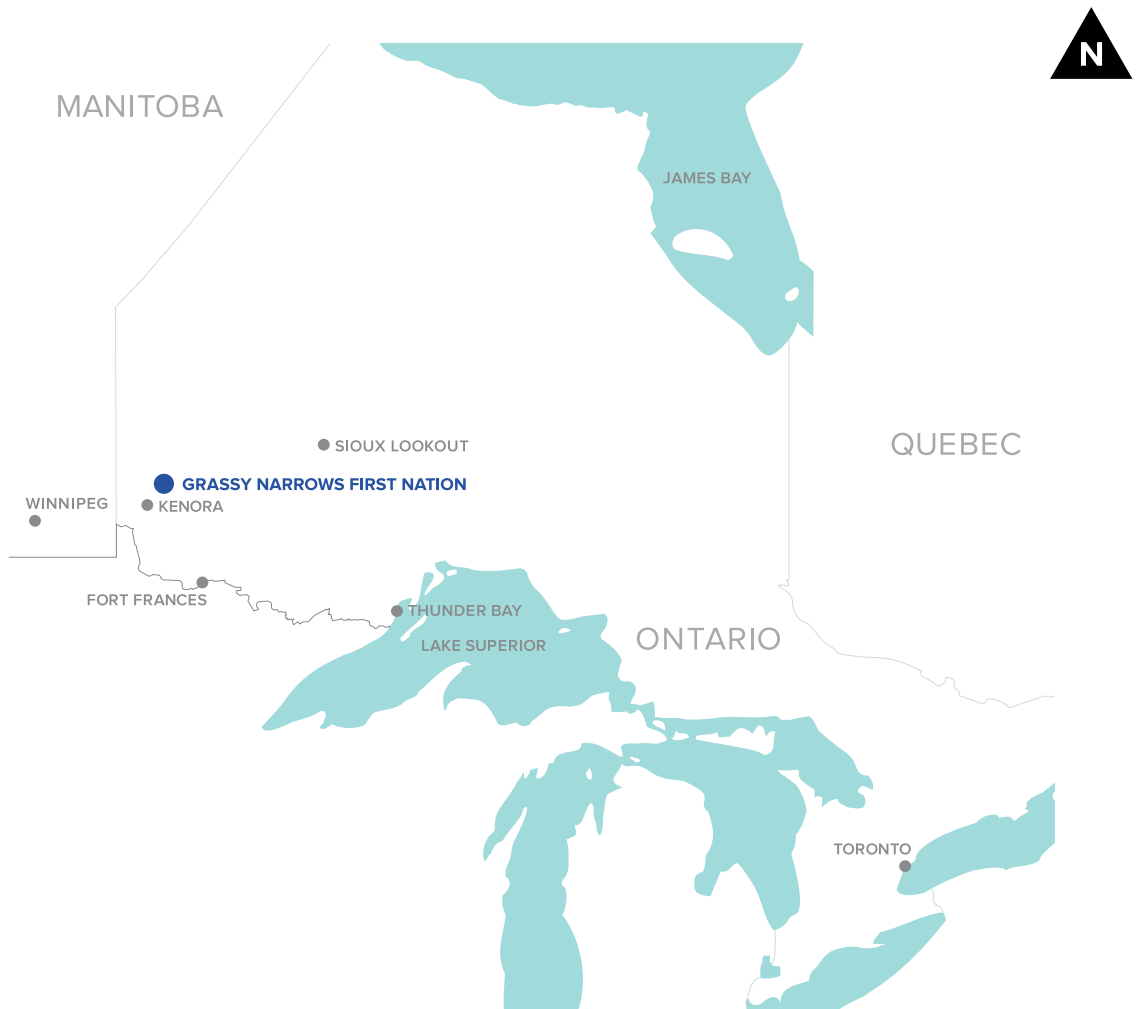 N
MANITOBA
JAMES BAY
QUEBEC
SIOUX LOOKOUT
GRASSY NARROWS FIRST NATION
WINNIPEG
KENORA
FORT FRANCES
THUNDER BAY
ONTARIO
LAKE SUPERIOR
TORONTO